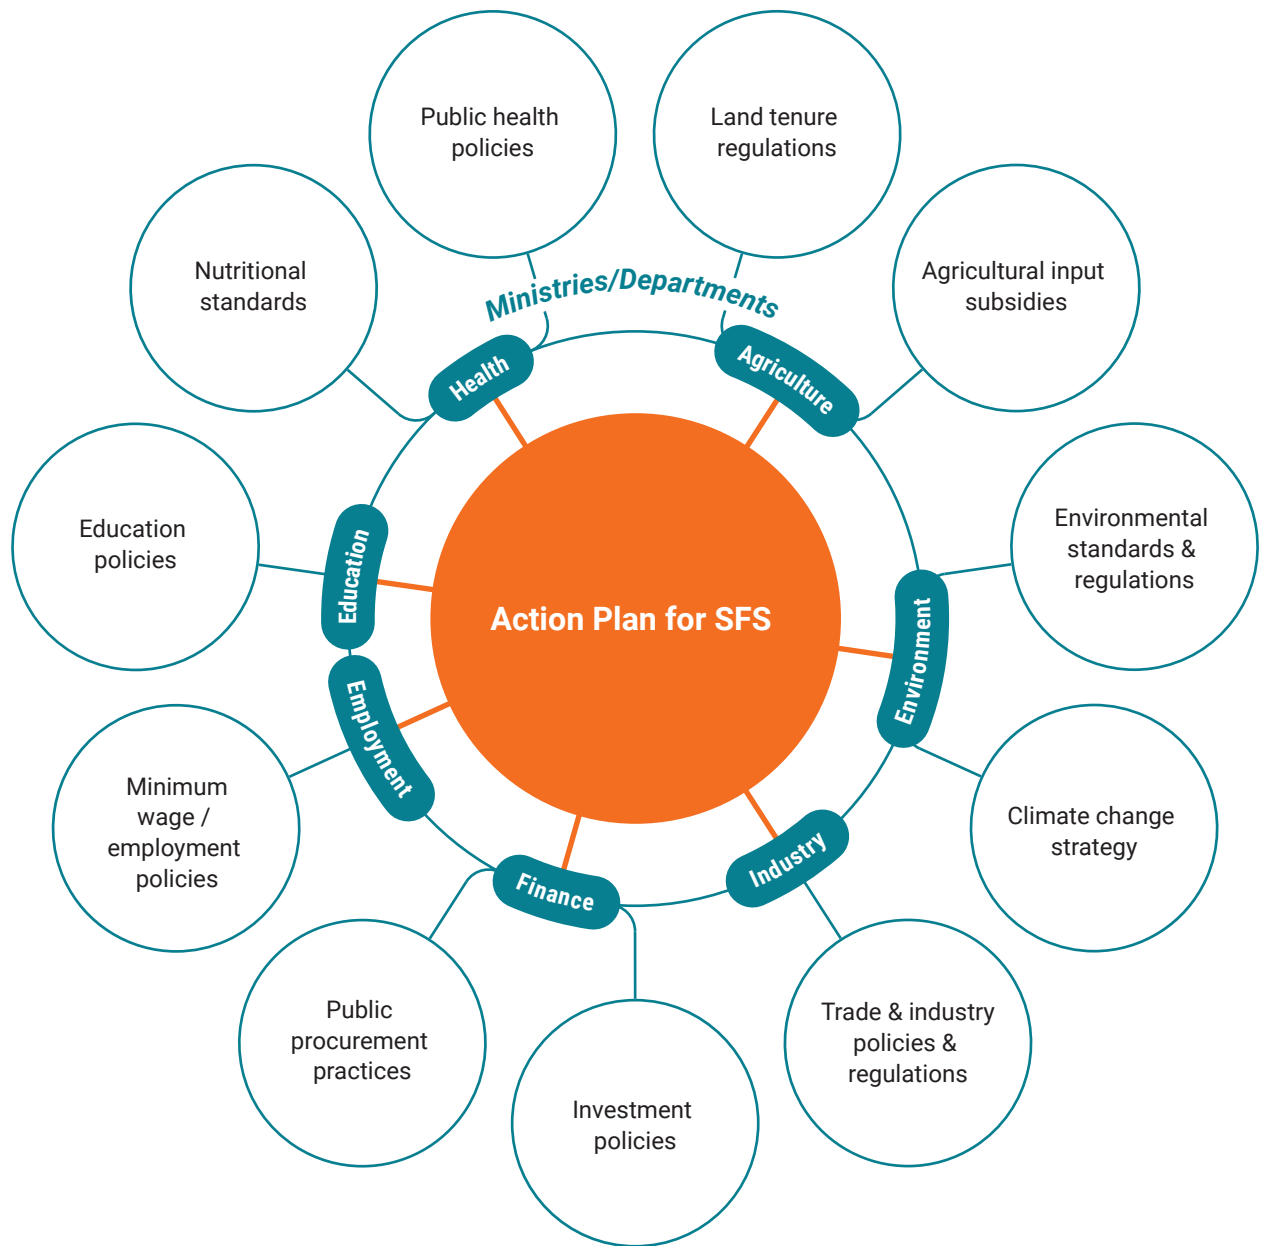 Public health
policies
Land tenure
regulations
Nutritional
standards
Agricultural input
subsidies
Ministries/Departments
Health
Agriculture
Education
policies
Education
Environmental
standards &
regulations
Environment
Action Plan for SFS
Employment
Minimum
wage /
employment
policies
Climate change
strategy
Industry
Finance
Public
procurement
practices
Trade & industry
policies &
regulations
Investment
policies